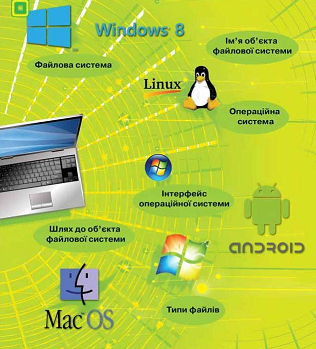 Windows 8
Ім'я об'єкта
файлової системи
Файлова система
Linux
Операційна
система
Інтерфейс
операційної системи
Шлях до об'єкта
файлової системи
ANDROID
Mac OS
Типи файлів